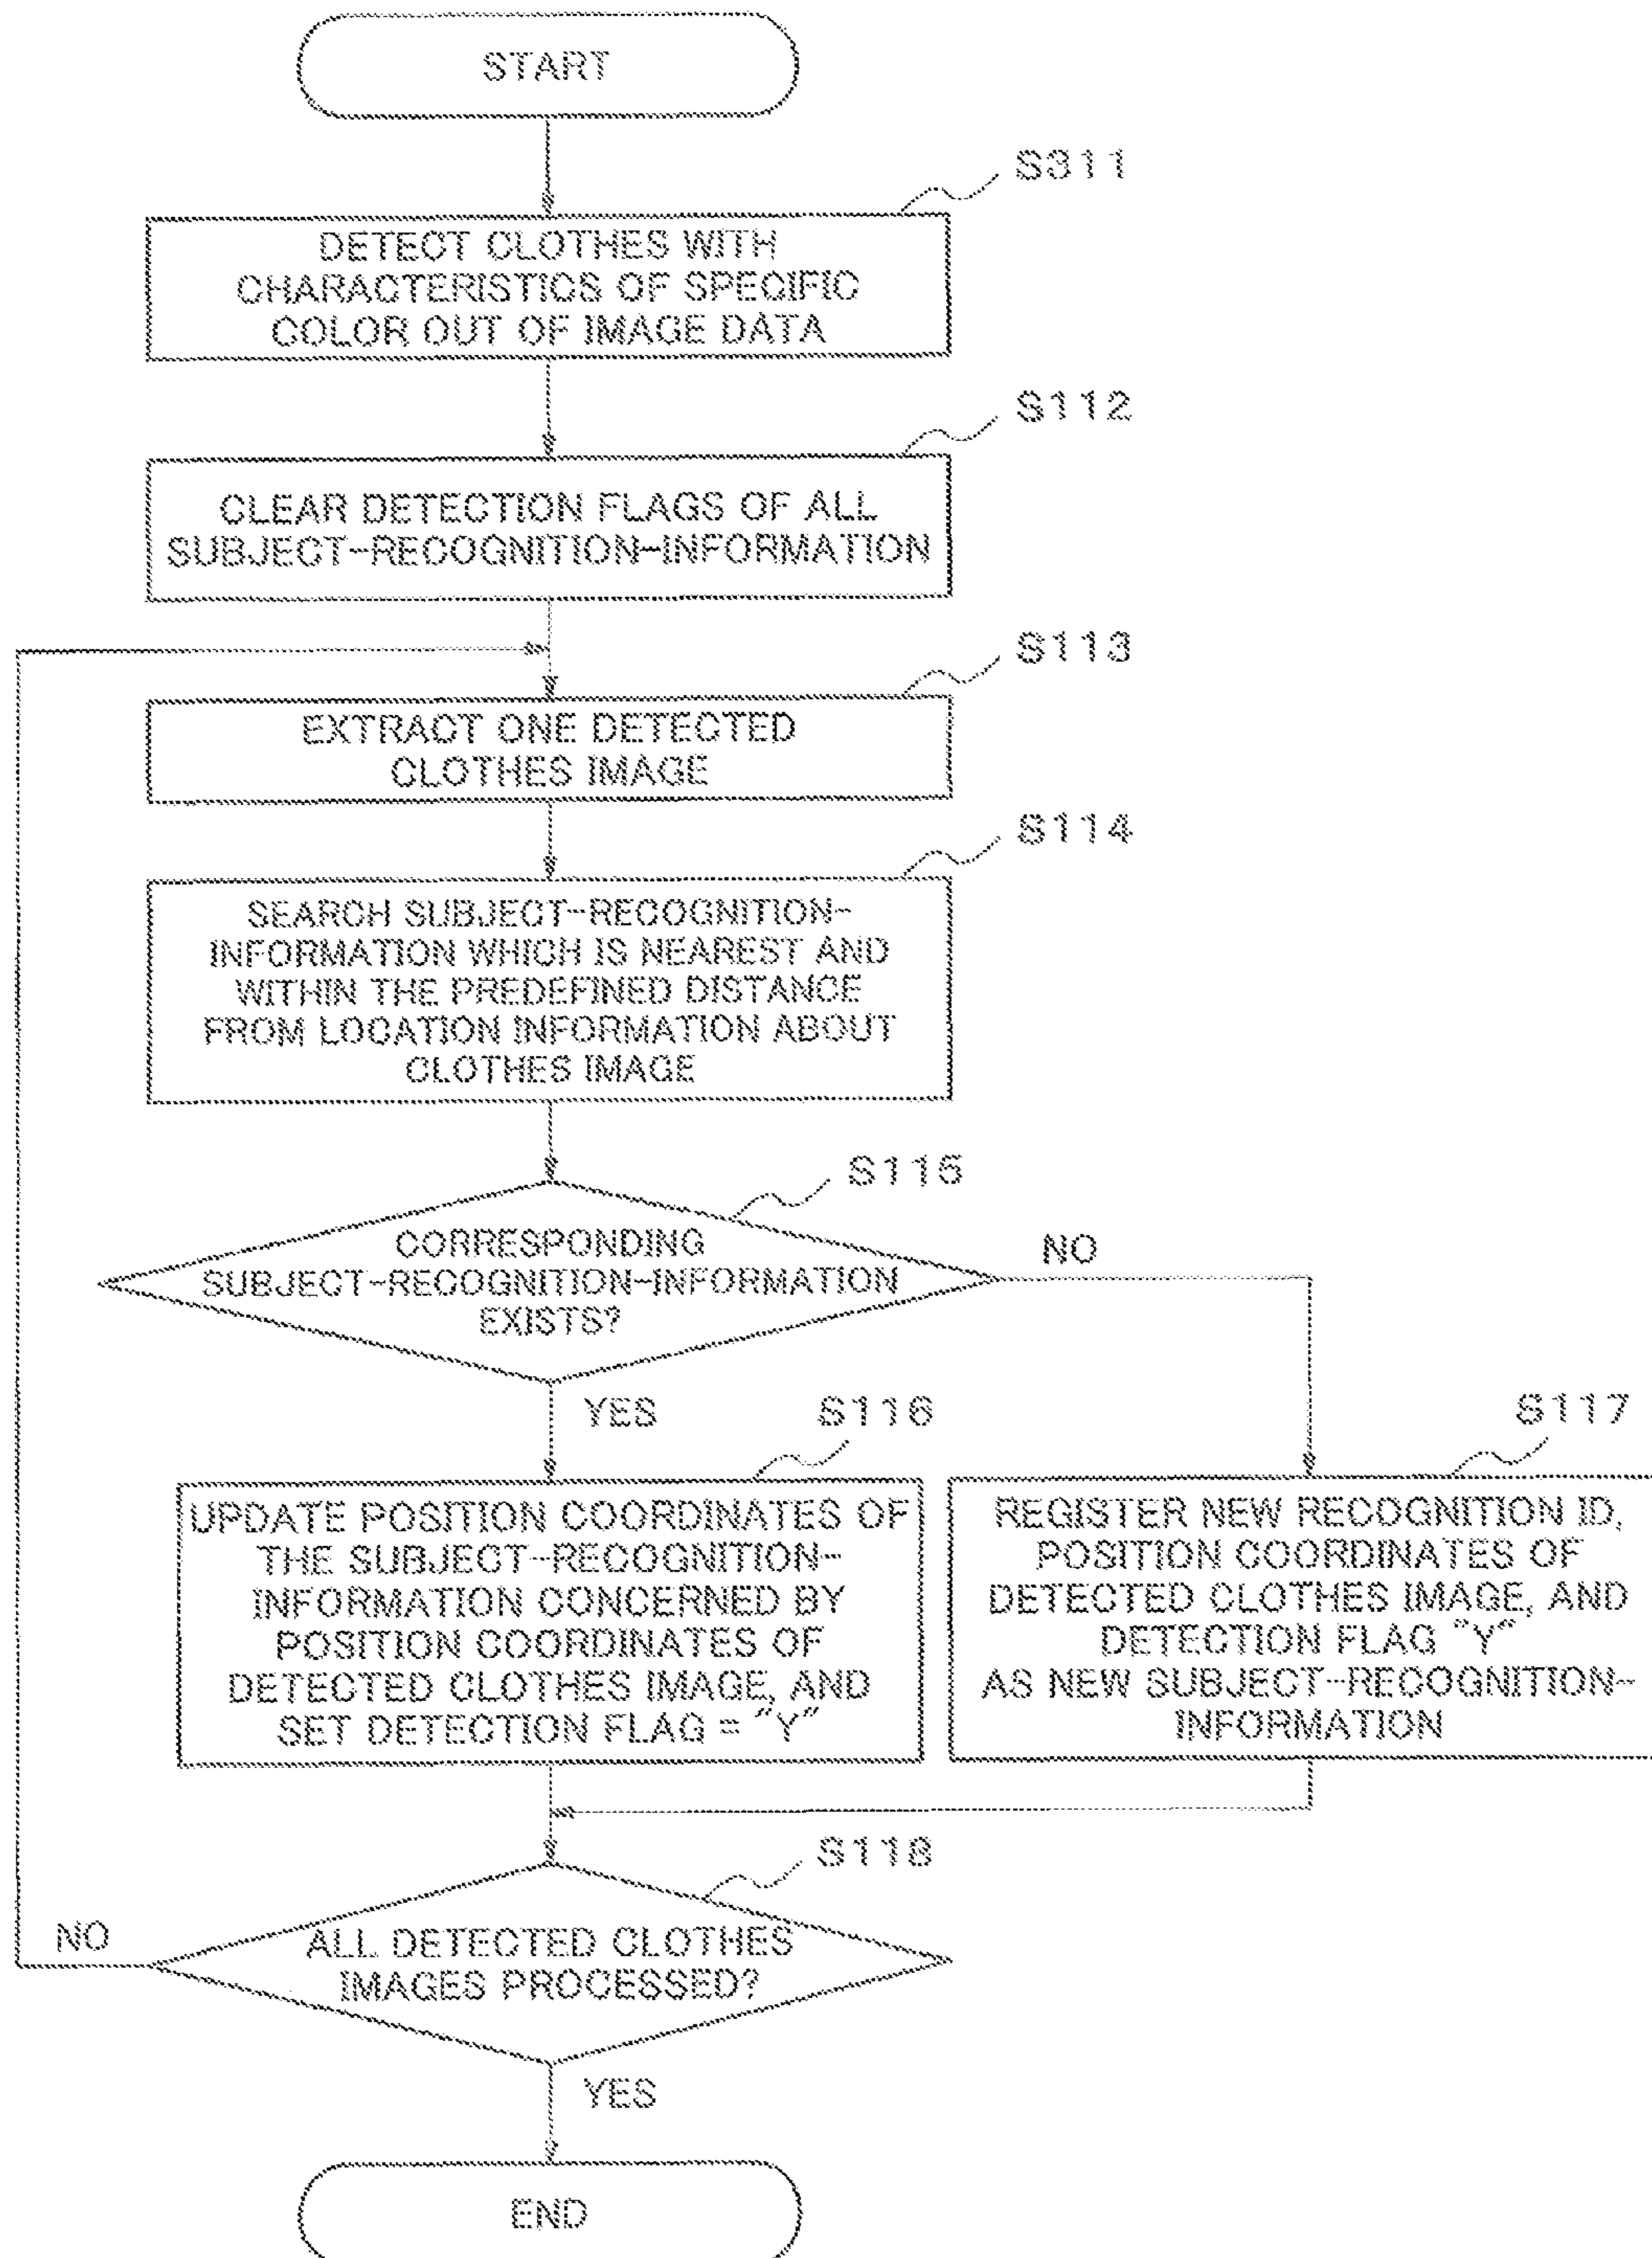 START
S311
DETECT CLOTHES WITH
CHARACTERISTICS OF SPECIFIC
COLOR OUT OF IMAGE DATA
S112
CLEAR DETECTION FLAGS OF ALL
SUBJECT-RECOGNITION-INFORMATION
S113
EXTRACT ONE DETECTED
CLOTHES IMAGE
S114
SEARCH SUBJECT-RECOGNITION-
INFORMATION WHICH IS NEAREST AND
WITHIN THE PREDEFINED DISTANCE
FROM LOCATION INFORMATION ABOUT
CLOTHES IMAGE
S115
CORRESPONDING
SUBJECT-RECOGNITION-INFORMATION
EXISTS?
NO
YES
S116
UPDATE POSITION COORDINATES OF
THE SUBJECT-RECOGNITION-
INFORMATION CONCERNED BY
POSITION COORDINATES OF
DETECTED CLOTHES IMAGE, AND
SET DETECTION FLAG = "Y"
S117
REGISTER NEW RECOGNITION ID,
POSITION COORDINATES OF
DETECTED CLOTHES IMAGE, AND
DETECTION FLAG "Y"
AS NEW SUBJECT-RECOGNITION-
INFORMATION
S118
ALL DETECTED CLOTHES
IMAGES PROCESSED?
NO
YES
END